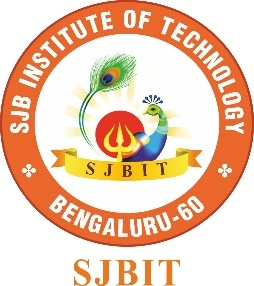 SJB INSTITUTE OF TECHNOLOGY
SJBIT
BENGALURU-60
SJBIT